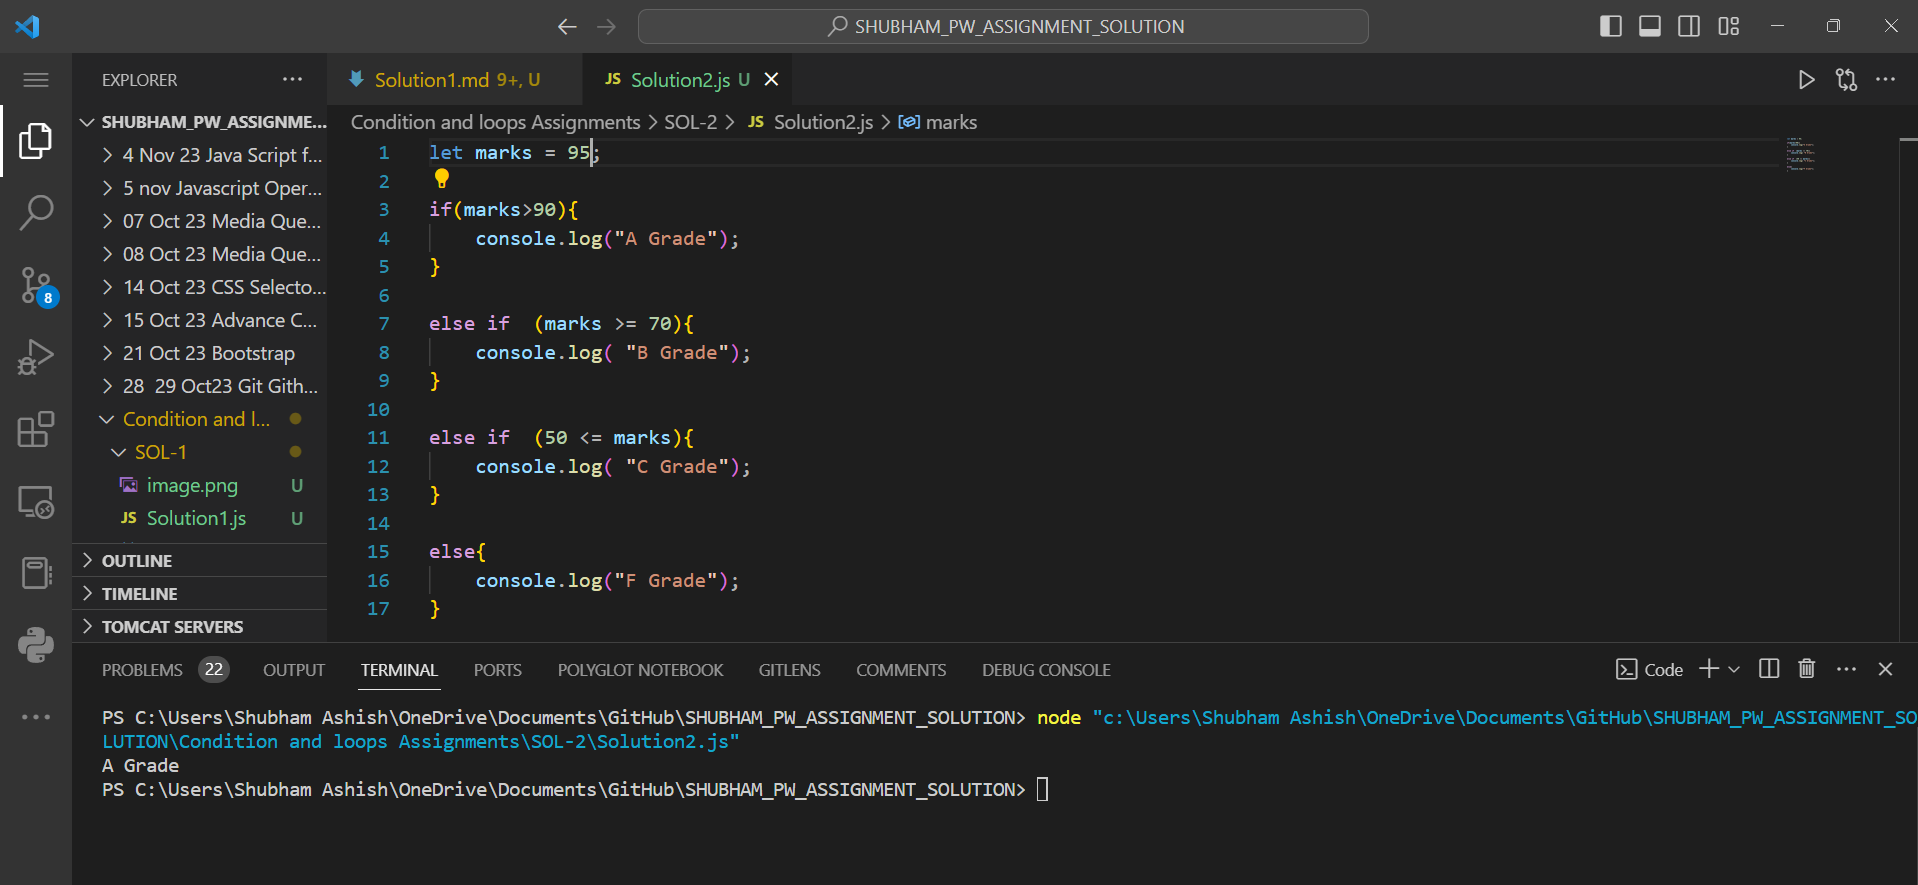 SHUBHAM_PW_ASSIGNMENT_SOLUTION
EXPLORER
Solution1.md 9+, U
JS Solution2.js U
SHUBHAM_PW_ASSIGNME...
4 Nov 23 Java Script f...
5 nov Javascript Oper...
07 Oct 23 Media Que...
08 Oct 23 Media Que...
14 Oct 23 CSS Selecto...
15 Oct 23 Advance C...
21 Oct 23 Bootstrap
28 29 Oct23 Git Gith...
Condition and l...
SOL-1
image.png U
JS Solution1.js U
OUTLINE
TIMELINE
TOMCAT SERVERS
8
Condition and loops Assignments > SOL-2 > JS Solution2.js > marks
1 let marks = 95;
2
3 if(marks>90){
4 console.log("A Grade");
5 }
6
7 else if  (marks >= 70){
8 console.log( "B Grade");
9 }
10
11 else if  (50 <= marks){
12 console.log( "C Grade");
13 }
14
15 else{
16 console.log("F Grade");
17 }
PROBLEMS 22 OUTPUT TERMINAL PORTS POLYGLOT NOTEBOOK GITLENS COMMENTS DEBUG CONSOLE
Code
PS C:\Users\Shubham Ashish\OneDrive\Documents\GitHub\SHUBHAM_PW_ASSIGNMENT_SOLUTION> node "c:\Users\Shubham Ashish\OneDrive\Documents\GitHub\SHUBHAM_PW_ASSIGNMENT_SO
LUTION\Condition and loops Assignments\SOL-2\Solution2.js"
A Grade
PS C:\Users\Shubham Ashish\OneDrive\Documents\GitHub\SHUBHAM_PW_ASSIGNMENT_SOLUTION>